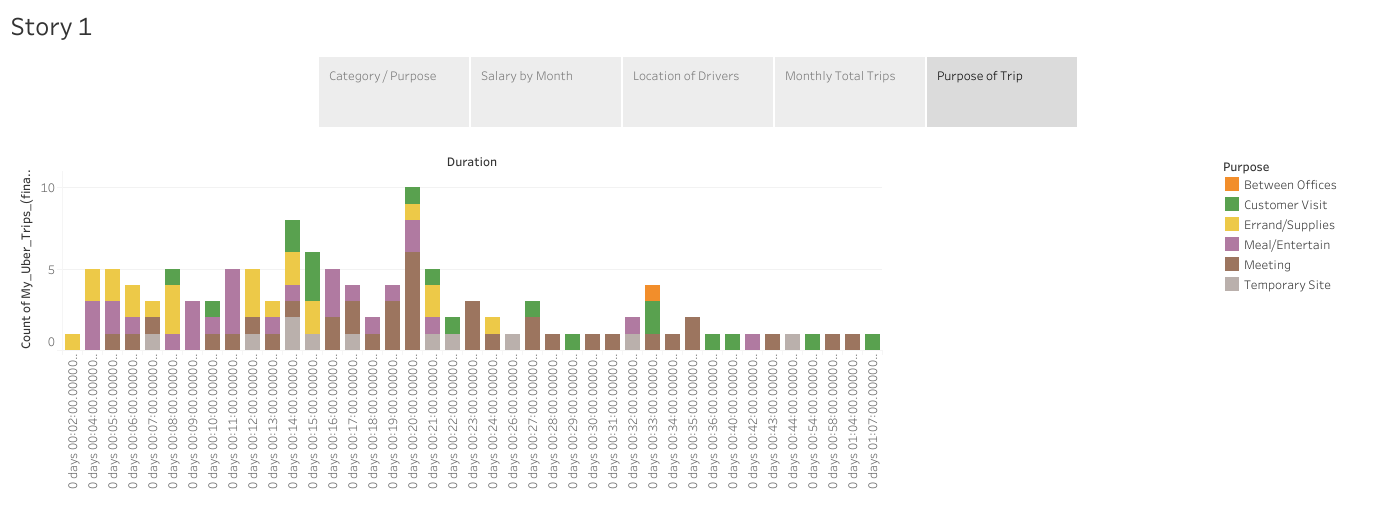 Story 1
Category / Purpose
Salary by Month
Location of Drivers
Monthly Total Trips
Purpose of Trip
Duration
Count of My_Uber_Trips_(fina..
10
5
0
0 days 00:02:00.00000..
0 days 00:04:00.00000..
0 days 00:05:00.00000..
0 days 00:06:00.00000..
0 days 00:07:00.00000..
0 days 00:08:00.00000..
0 days 00:09:00.00000..
0 days 00:10:00.00000..
0 days 00:11:00.00000..
0 days 00:12:00.00000..
0 days 00:13:00.00000..
0 days 00:14:00.00000..
0 days 00:15:00.00000..
0 days 00:16:00.00000..
0 days 00:17:00.00000..
0 days 00:18:00.00000..
0 days 00:19:00.00000..
0 days 00:20:00.00000..
0 days 00:21:00.00000..
0 days 00:22:00.00000..
0 days 00:23:00.00000..
0 days 00:24:00.00000..
0 days 00:26:00.00000..
0 days 00:27:00.00000..
0 days 00:28:00.00000..
0 days 00:29:00.00000..
0 days 00:30:00.00000..
0 days 00:31:00.00000..
0 days 00:32:00.00000..
0 days 00:33:00.00000..
0 days 00:34:00.00000..
0 days 00:35:00.00000..
0 days 00:36:00.00000..
0 days 00:40:00.00000..
0 days 00:42:00.00000..
0 days 00:43:00.00000..
0 days 00:44:00.00000..
0 days 00:54:00.00000..
0 days 00:58:00.00000..
0 days 01:04:00.00000..
0 days 01:07:00.00000..
Purpose
Between Offices
Customer Visit
Errand/Supplies
Meal/Entertain
Meeting
Temporary Site